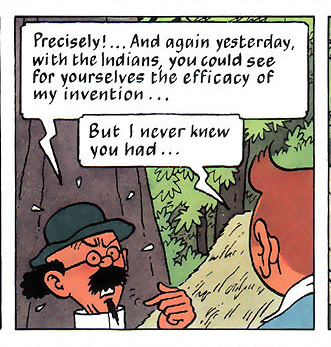 Precisely!... And again yesterday,
with the Indians, you could see
for yourselves the efficacy of
my invention...
But I never knew
you had...